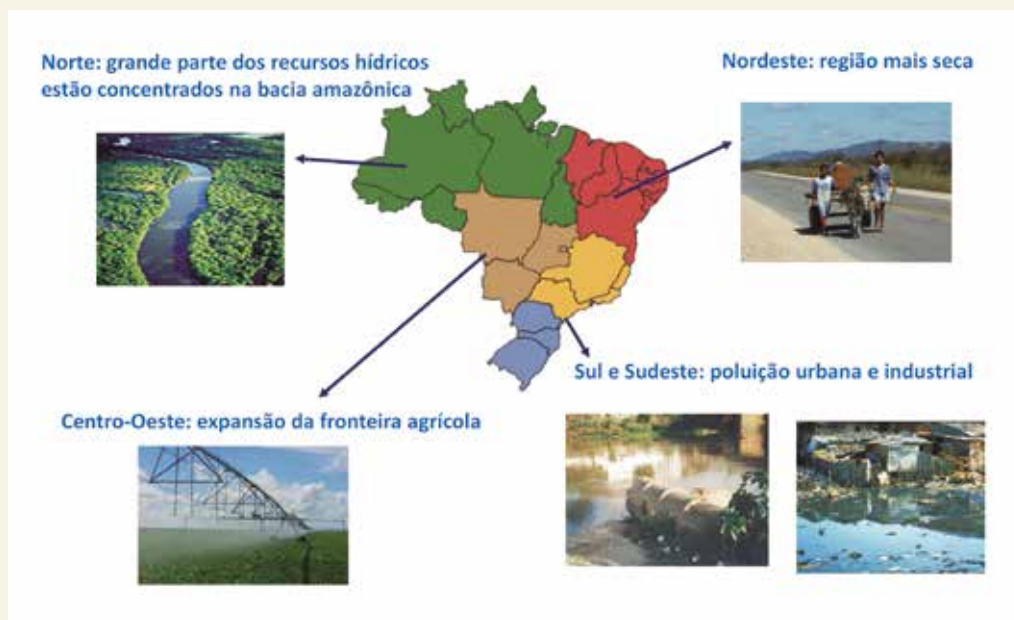 Norte: grande parte dos recursos hídricos
estão concentrados na bacia amazônica
Nordeste: região mais seca
Sul e Sudeste: poluição urbana e industrial
Centro-Oeste: expansão da fronteira agrícola